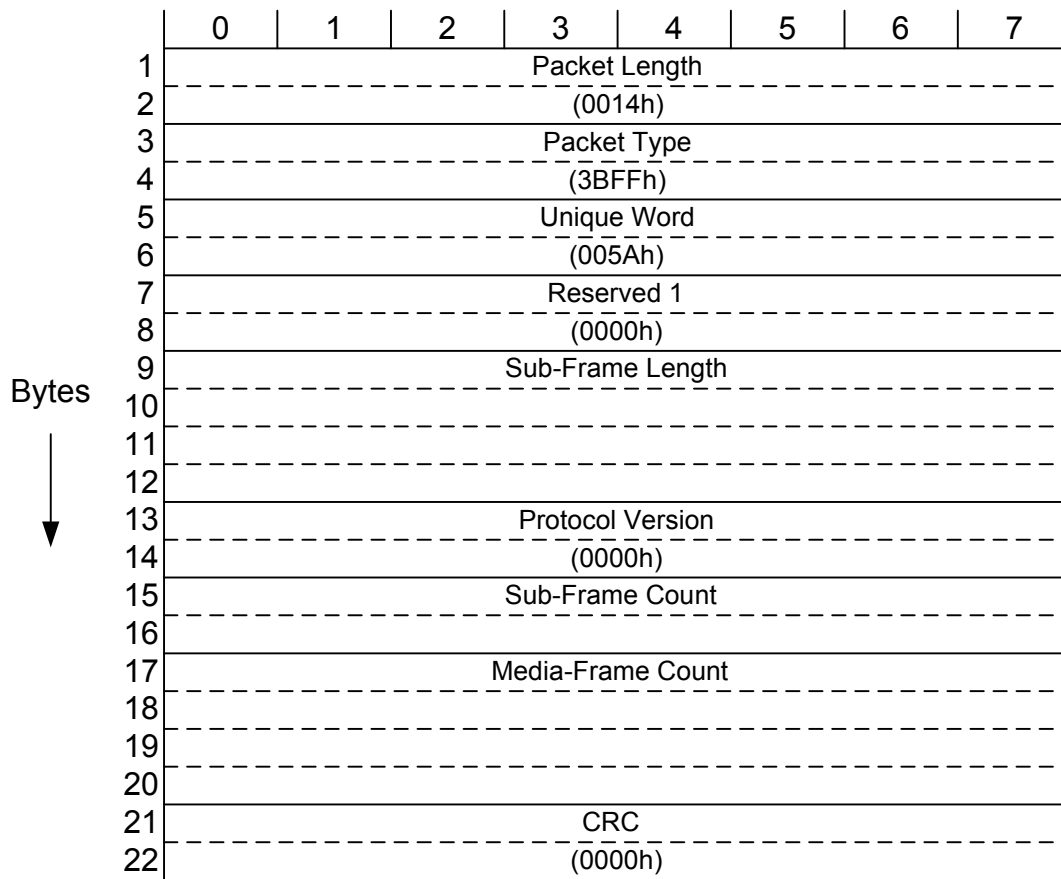 0 1 2 3 4 5 6 7
1 Packet Length
2 (0014h)
3 Packet Type
4 (3BFFh)
5 Unique Word
6 (005Ah)
7 Reserved 1
8 (0000h)
9 Sub-Frame Length
Bytes
10
11
12
13 Protocol Version
14 (0000h)
15 Sub-Frame Count
16
17 Media-Frame Count
18
19
20
21 CRC
22 (0000h)